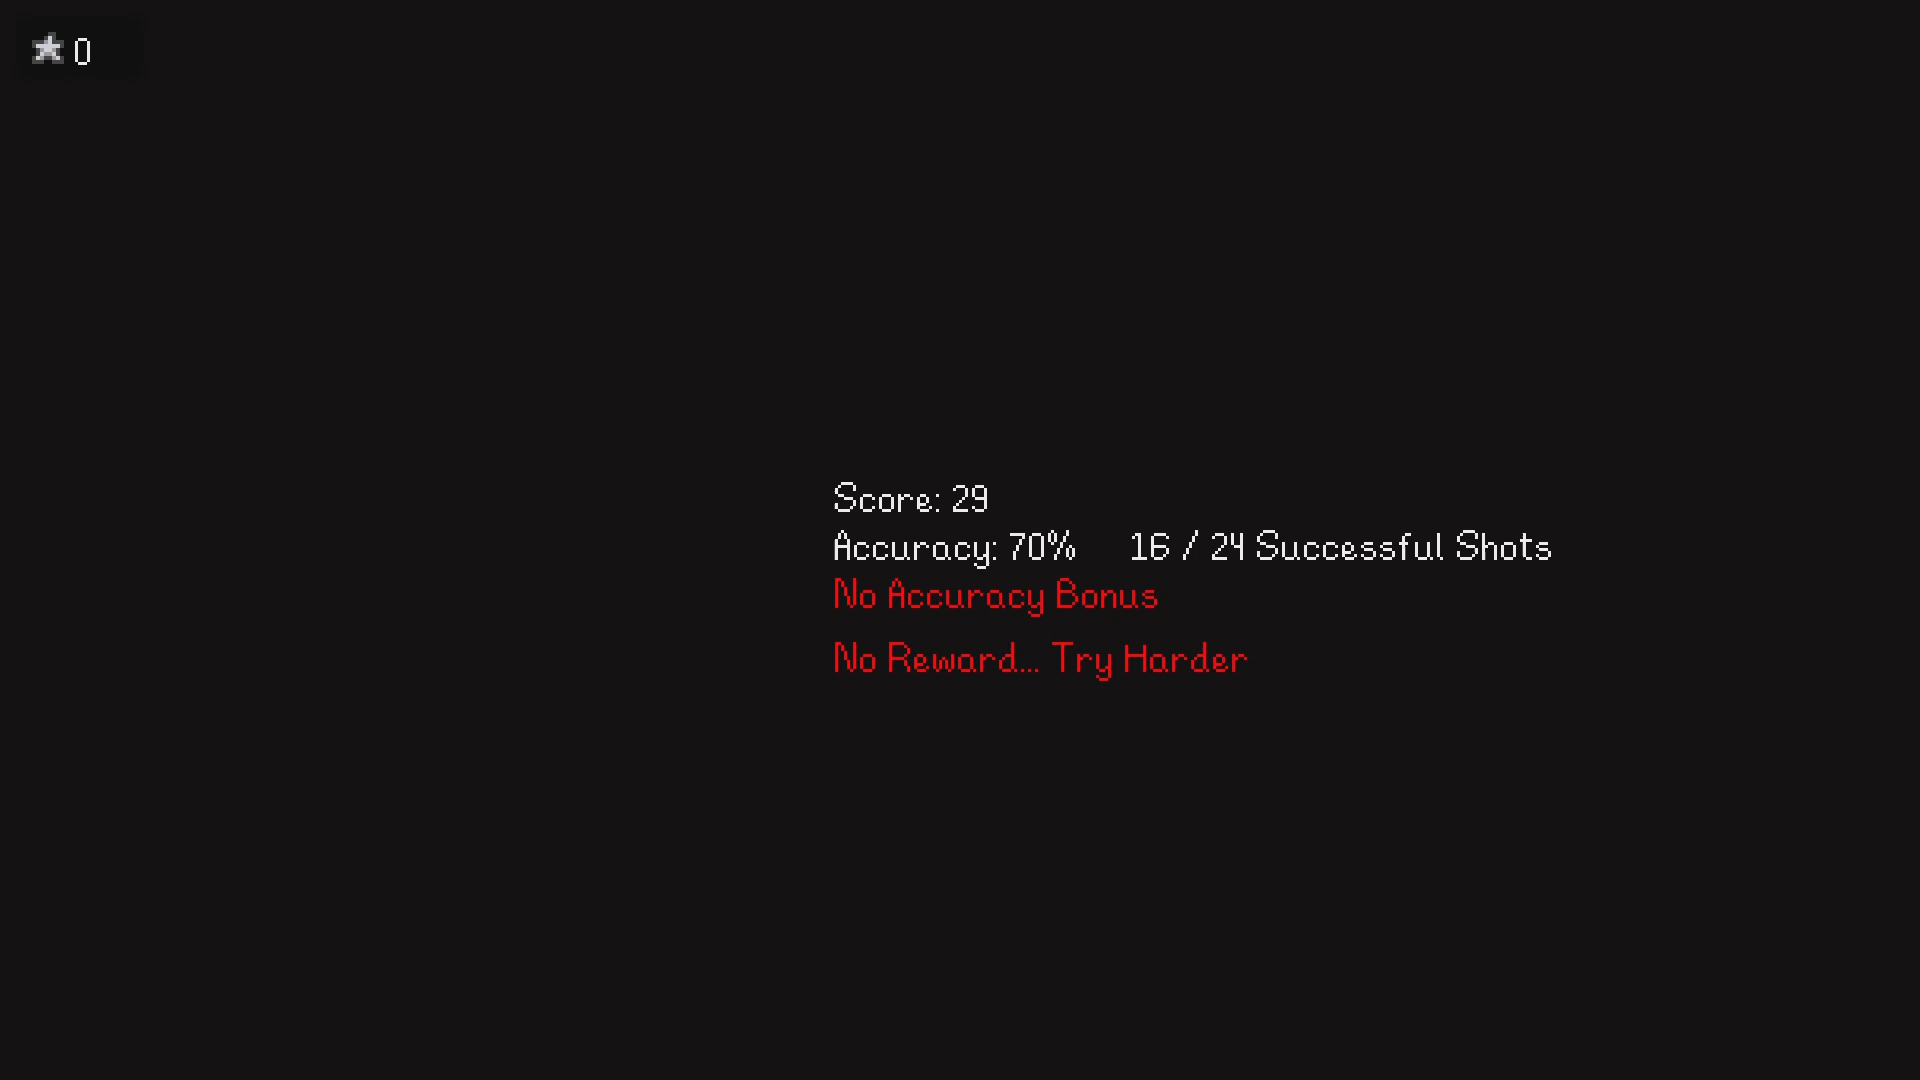 0
Score: 29
Accuracy: 70% 16 / 24 Successful Shots
No Accuracy Bonus
No Reward... Try Harder